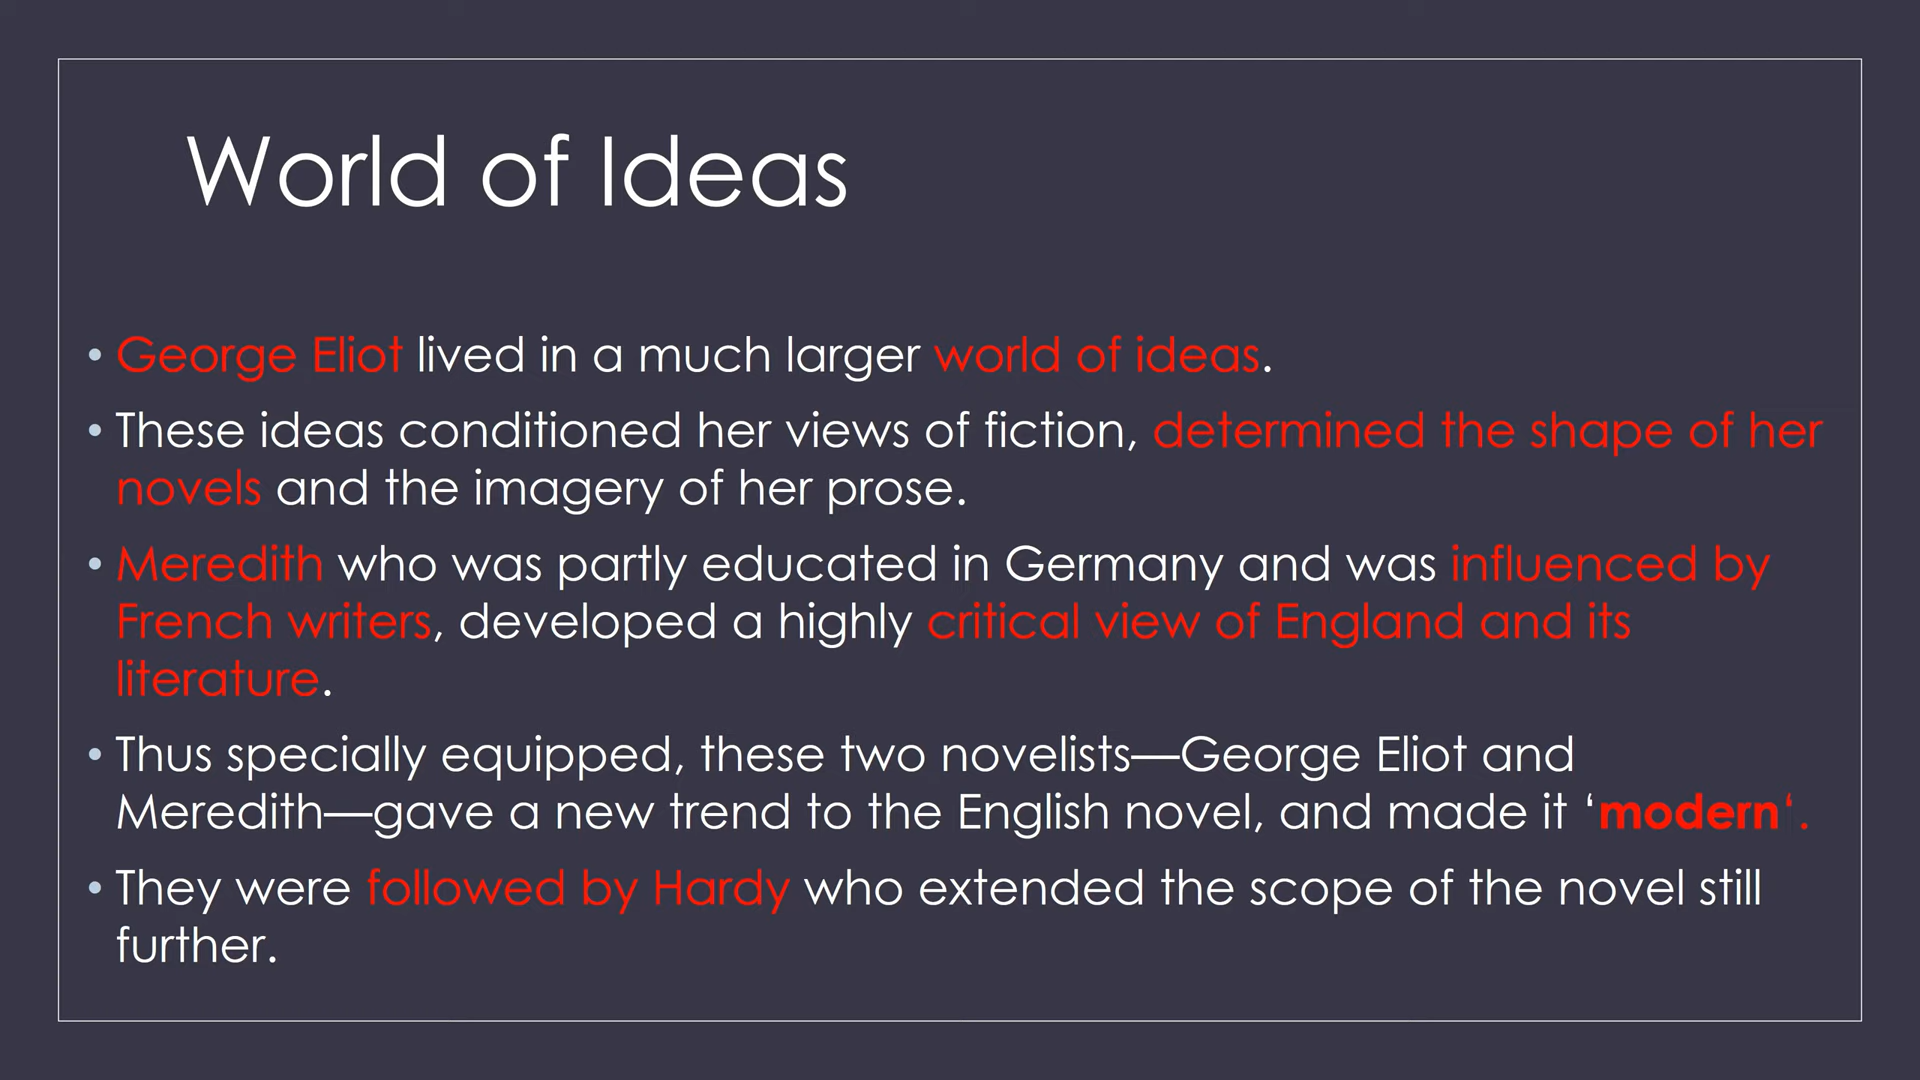 World of Ideas
• George Eliot lived in a much larger world of ideas.
• These ideas conditioned her views of fiction, determined the shape of her
novels and the imagery of her prose.
• Meredith who was partly educated in Germany and was influenced by
French writers, developed a highly critical view of England and its
literature.
• Thus specially equipped, these two novelists—George Eliot and
Meredith—gave a new trend to the English novel, and made it ‘modern‘.
• They were followed by Hardy who extended the scope of the novel still
further.